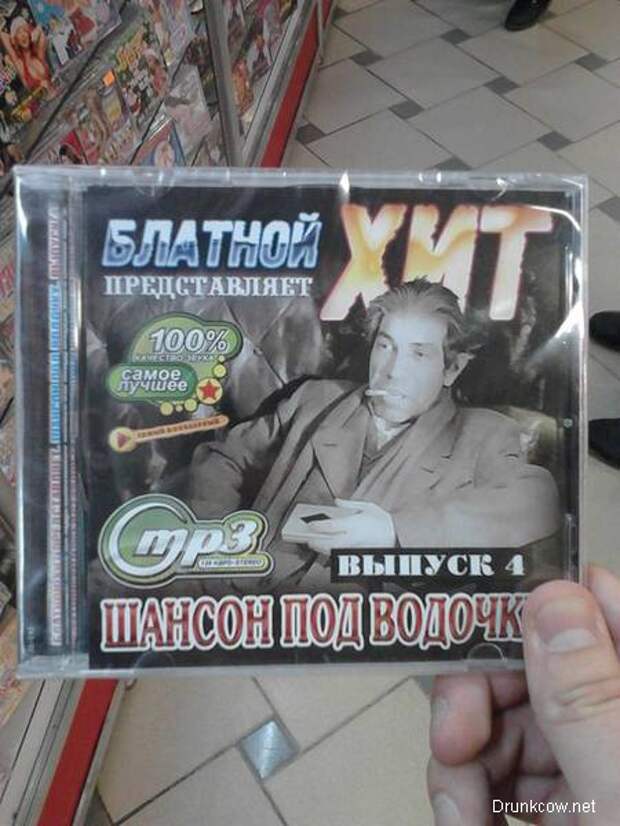 БЛАТНОЙ ХИТ
ПРЕДСТАВЛЯЕТ
100%
КАЧЕСТВО ЗВУКА
самое
лучшее
mp3
ВЫПУСК 4
ШАНСОН ПОД ВОДОЧК
Drunkcow.net